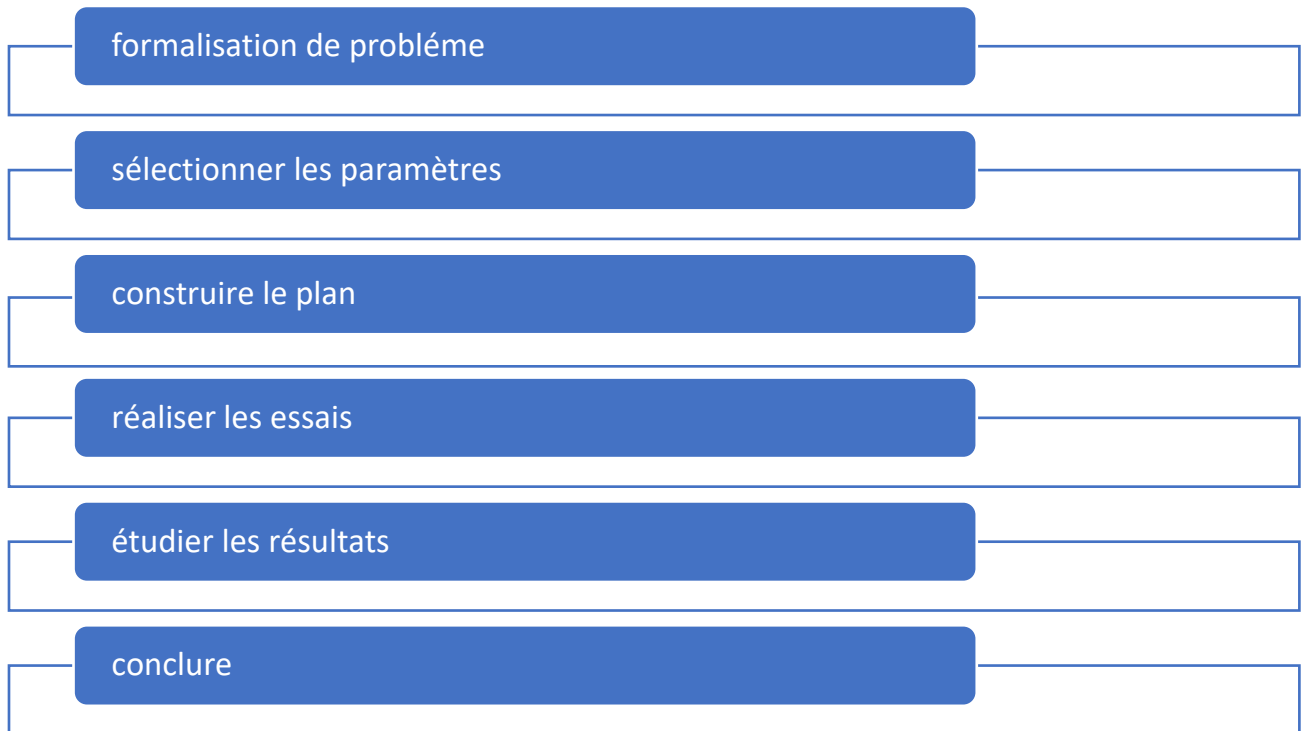 formalisation de probléme
sélectionner les paramètres
construire le plan
réaliser les essais
étudier les résultats
conclure